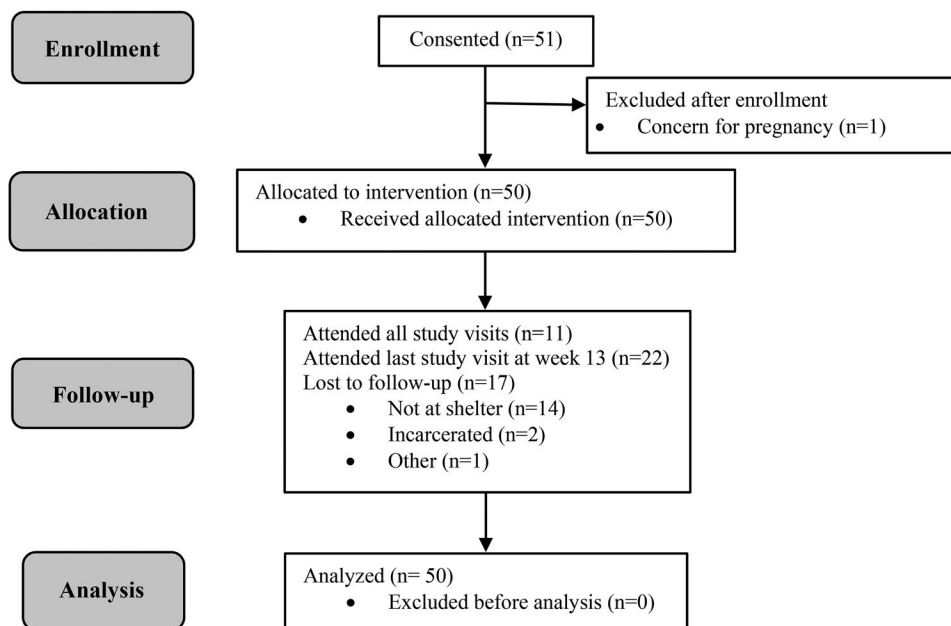 Enrollment
Consented (n=51)
Excluded after enrollment
• Concern for pregnancy (n=1)
Allocation
Allocated to intervention (n=50)
• Received allocated intervention (n=50)
Follow-up
Attended all study visits (n=11)
Attended last study visit at week 13 (n=22)
Lost to follow-up (n=17)
• Not at shelter (n=14)
• Incarcerated (n=2)
• Other (n=1)
Analysis
Analyzed (n= 50)
• Excluded before analysis (n=0)